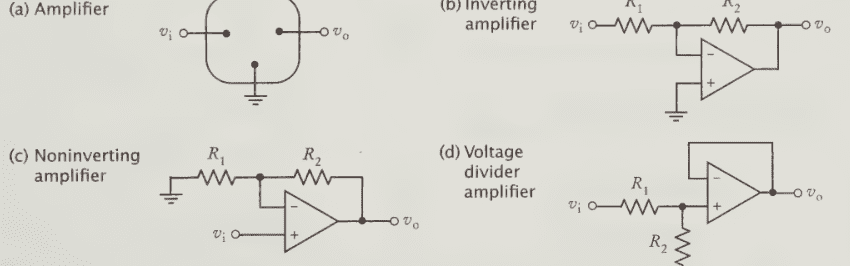 (a) Amplifier
vi
vo
(b) Inverting
amplifier
vi
R1
R2
vo
−
+
(c) Noninverting
amplifier
R1
R2
−
+
vi
vo
(d) Voltage
divider
amplifier
vi
R1
R2
−
+
vo